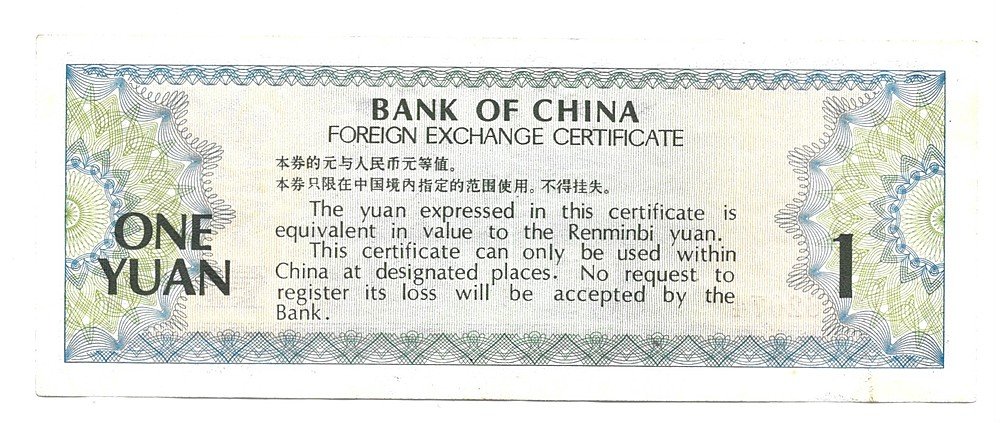 BANK OF CHINA
FOREIGN EXCHANGE CERTIFICATE
本券的元与人民币元等值。
本券只限在中国境内指定的范围使用。不得挂失。
The yuan expressed in this certificate is
equivalent in value to the Renminbi yuan.
This certificate can only be used within
China at designated places. No request to
register its loss will be accepted by the
Bank.
ONE
YUAN
1